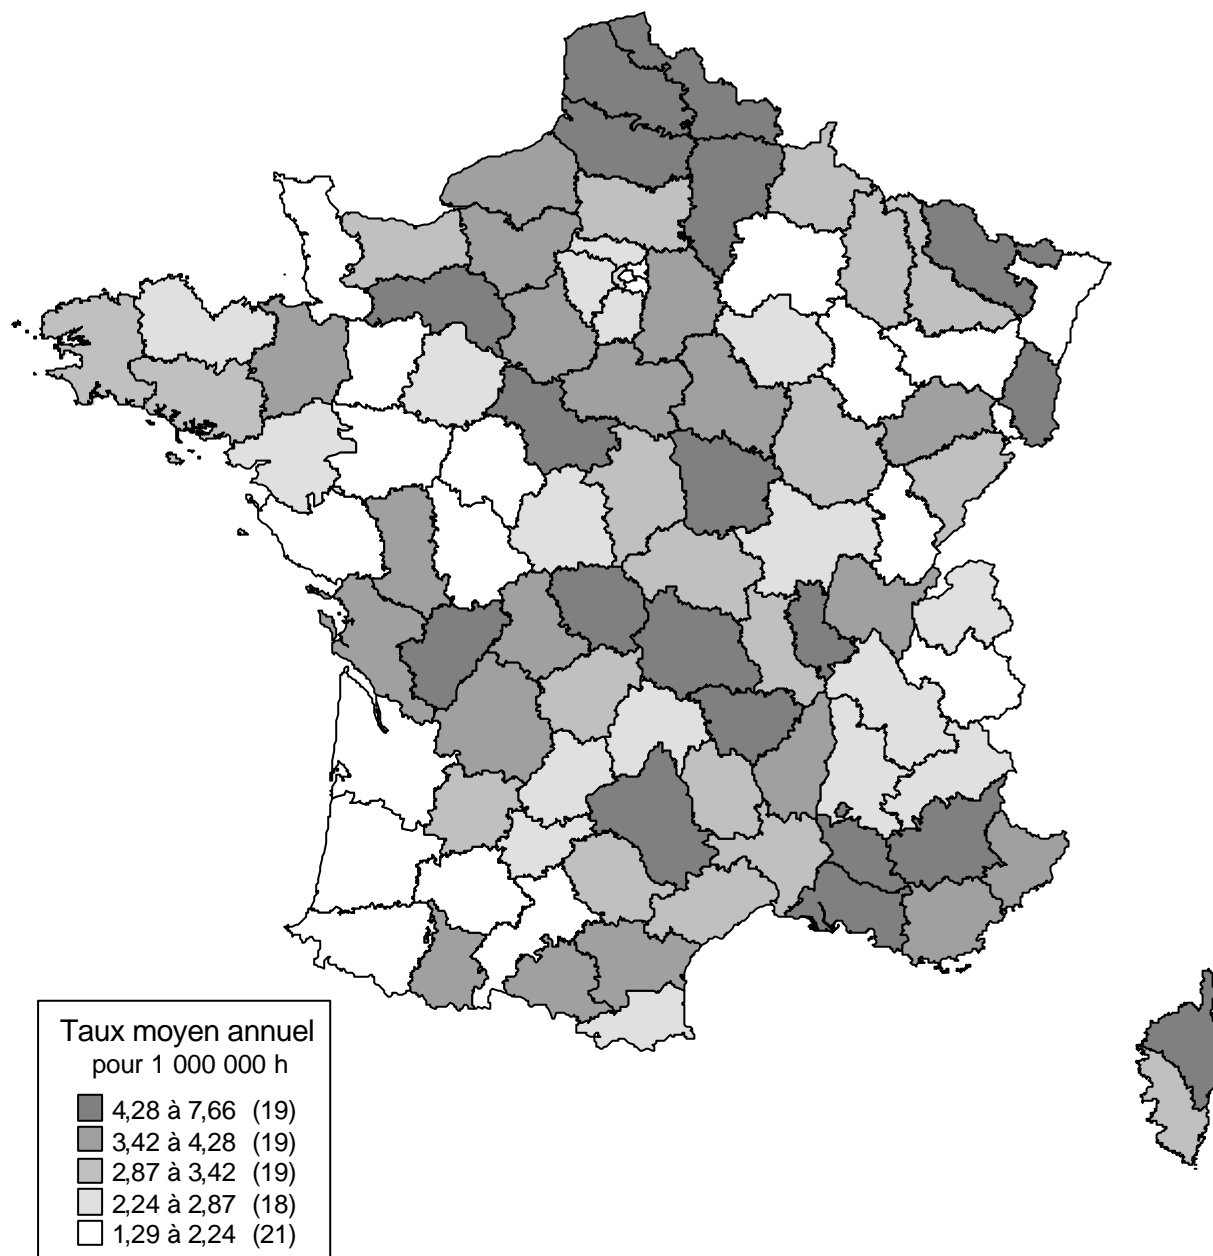 Taux moyen annuel
pour 1 000 000 h
4,28 à 7,66 (19)
3,42 à 4,28 (19)
2,87 à 3,42 (19)
2,24 à 2,87 (18)
1,29 à 2,24 (21)